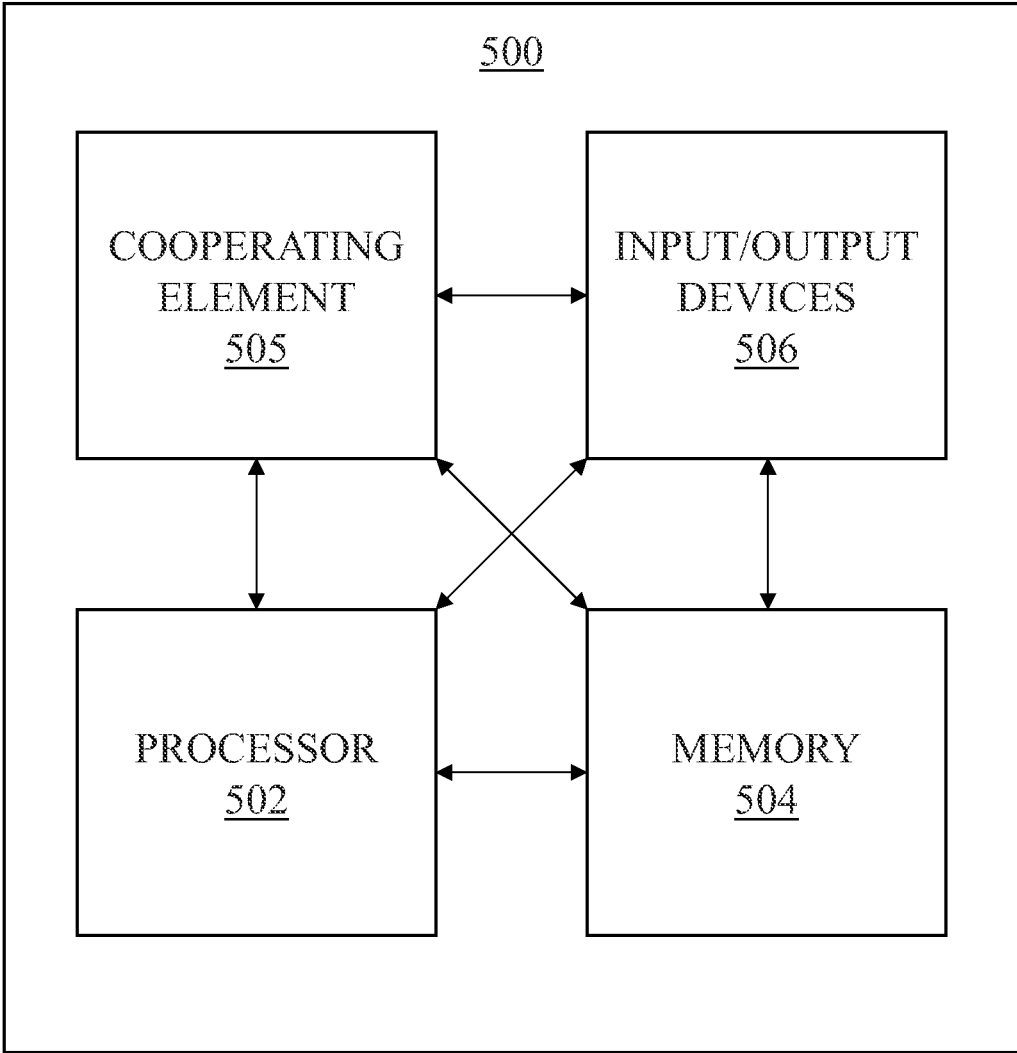 500
COOPERATING
ELEMENT
505
INPUT/OUTPUT
DEVICES
506
PROCESSOR
502
MEMORY
504